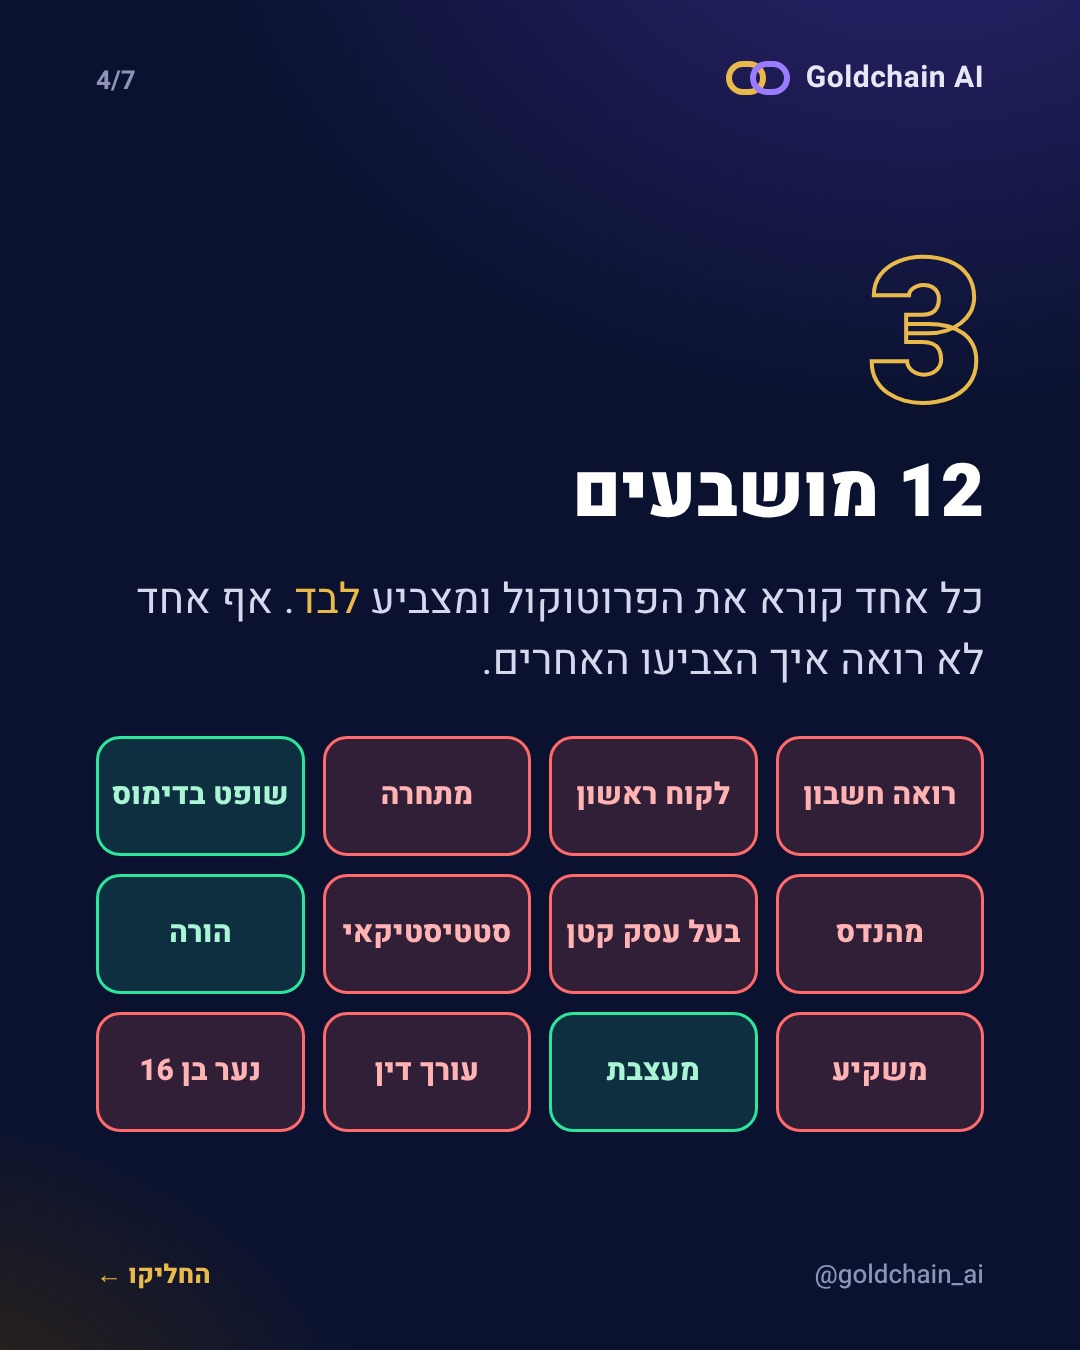 4/7
Goldchain AI
3
12 מושבעים
כל אחד קורא את הפרוטוקול ומצביע לבד. אף אחד
לא רואה איך הצביעו האחרים.
רואה חשבון
לקוח ראשון
מתחרה
שופט בדימוס
מהנדס
בעל עסק קטן
סטטיסטיקאי
הורה
משקיע
מעצבת
עורך דין
נער בן 16
@goldchain_ai
החליקו ←